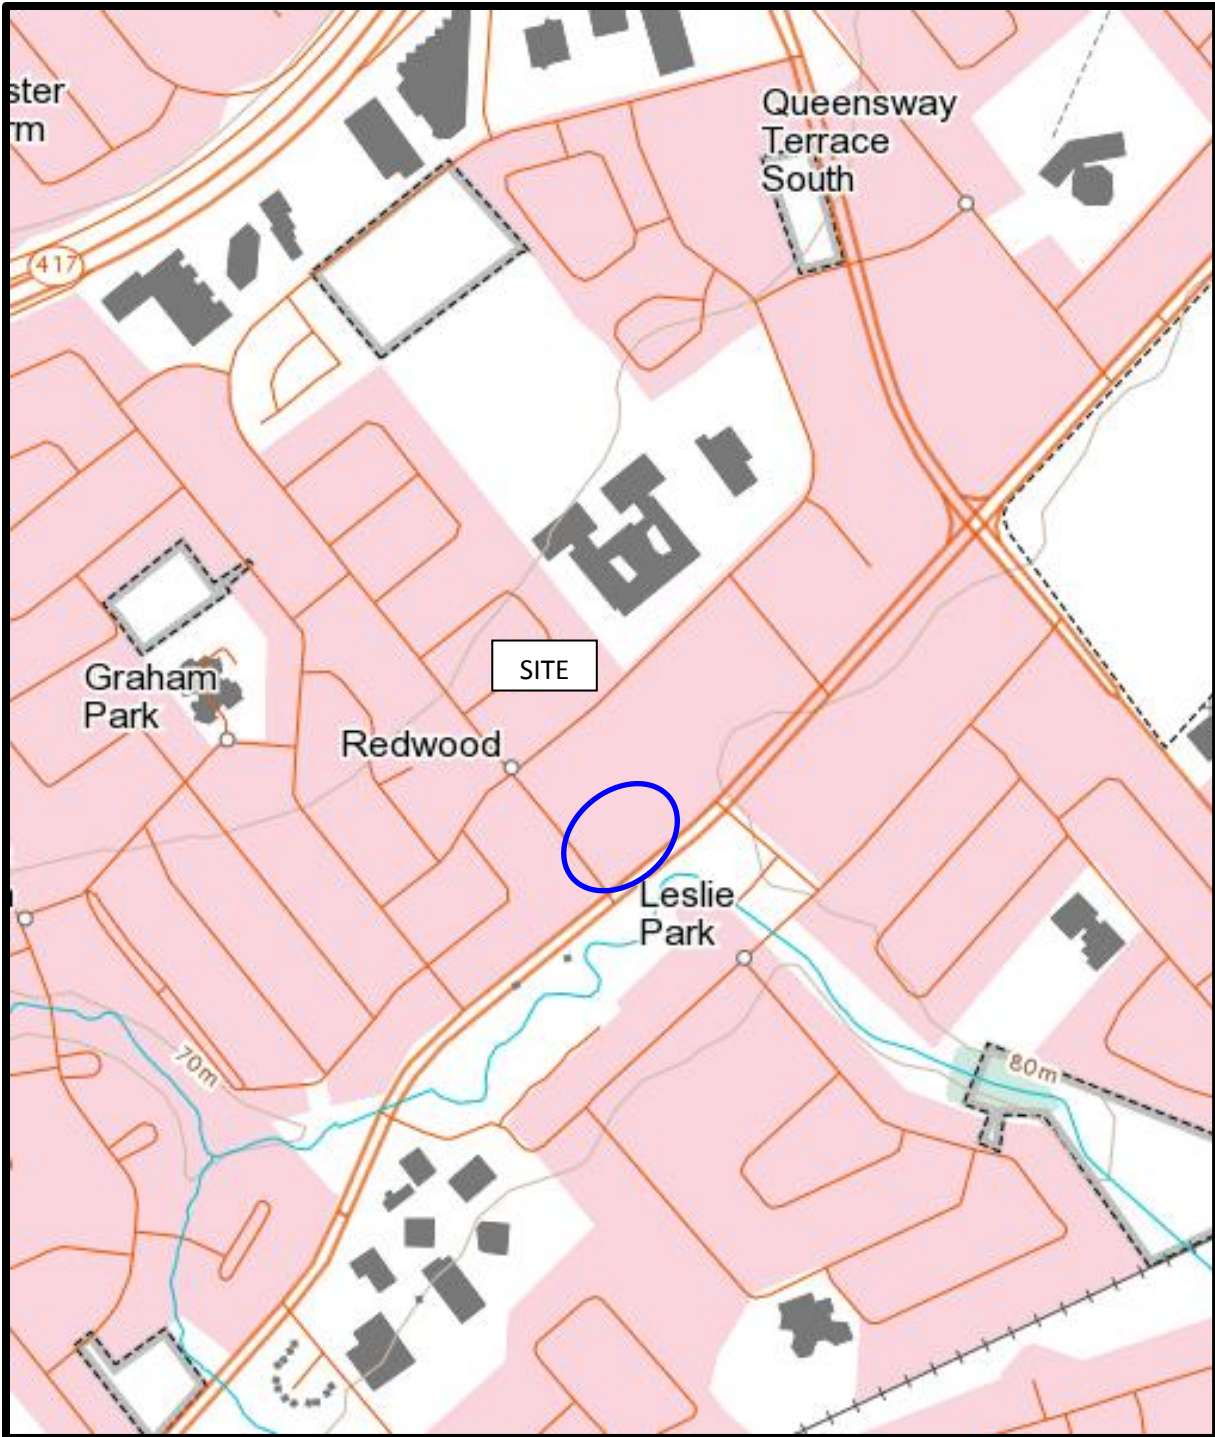 ster
rm
Queensway
Terrace
South
417
Graham
Park
SITE
Redwood
Leslie
Park
70m
80m